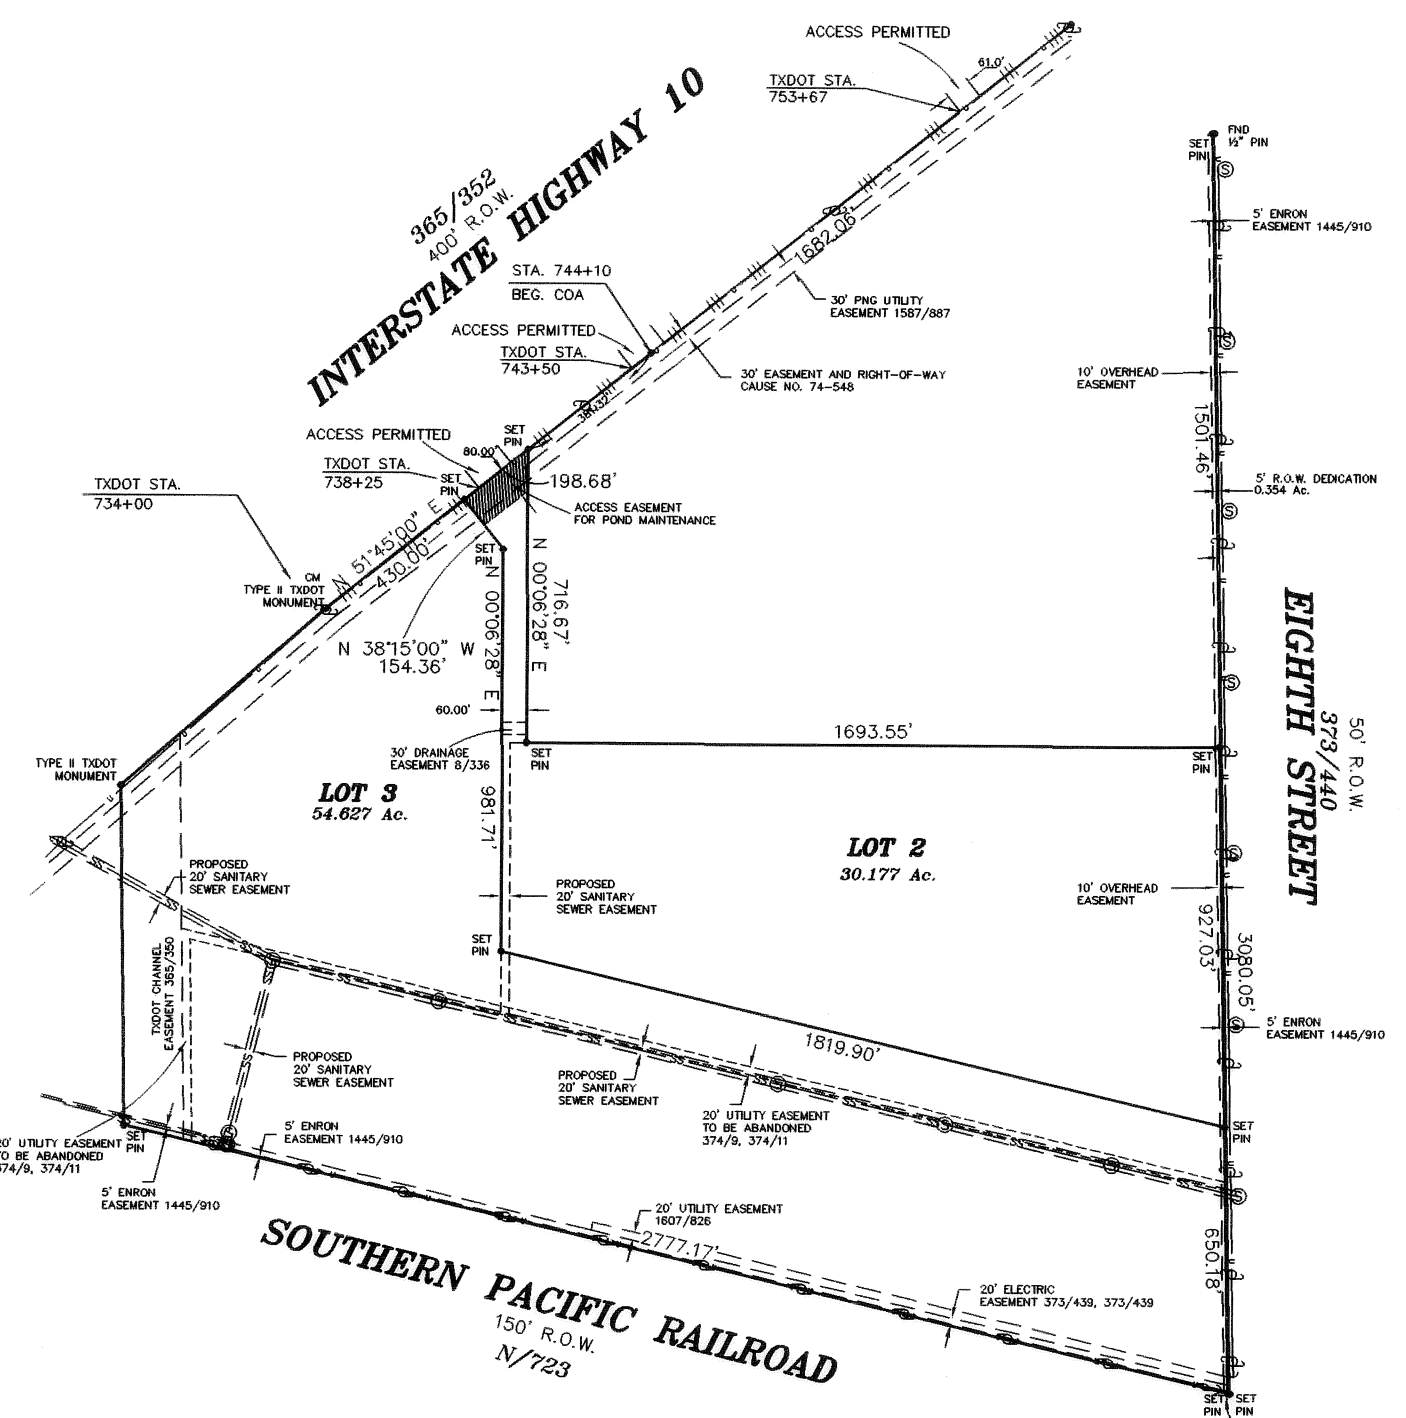 ACCESS PERMITTED
61.0'
TXDOT STA.
753+67
INTERSTATE HIGHWAY 10
365/352
400' R.O.W.
FND
½" PIN
SET
PIN
5' ENRON
EASEMENT 1445/910
1682.06'
STA. 744+10
BEG. COA
30' PNG UTILITY
EASEMENT 1587/887
ACCESS PERMITTED
TXDOT STA.
743+50
30' EASEMENT AND RIGHT-OF-WAY
CAUSE NO. 74-548
10' OVERHEAD
EASEMENT
1501.46'
SET
PIN
ACCESS PERMITTED
80.00'
TXDOT STA.
738+25
SET
PIN
198.68'
5' R.O.W. DEDICATION
0.354 Ac.
TXDOT STA.
734+00
ACCESS EASEMENT
FOR POND MAINTENANCE
N 51°45'00" E
430.00'
SET
PIN
CM
TYPE II TXDOT
MONUMENT
N 00°06'28" E
716.67'
N 00°06'28" E
N 38°15'00" W
154.36'
EIGHTH STREET
373/440
50' R.O.W.
60.00'
1693.55'
30' DRAINAGE
EASEMENT 8/336
SET
PIN
SET
PIN
TYPE II TXDOT
MONUMENT
LOT 3
54.627 Ac.
981.71'
LOT 2
30.177 Ac.
PROPOSED
20' SANITARY
SEWER EASEMENT
PROPOSED
20' SANITARY
SEWER EASEMENT
10' OVERHEAD
EASEMENT
927.03'
3080.05'
SET
PIN
TXDOT CHANNEL
EASEMENT 365/350
5' ENRON
EASEMENT 1445/910
1819.90'
PROPOSED
20' SANITARY
SEWER EASEMENT
PROPOSED
20' SANITARY
SEWER EASEMENT
20' UTILITY EASEMENT
TO BE ABANDONED
374/9, 374/11
5' ENRON
EASEMENT 1445/910
SET
PIN
SET
PIN
20' UTILITY EASEMENT
TO BE ABANDONED
374/9, 374/11
5' ENRON
EASEMENT 1445/910
20' UTILITY EASEMENT
1607/826
2777.17'
650.18'
SOUTHERN PACIFIC RAILROAD
150' R.O.W.
N/723
20' ELECTRIC
EASEMENT 373/439, 373/439
SET
PIN
SET
PIN